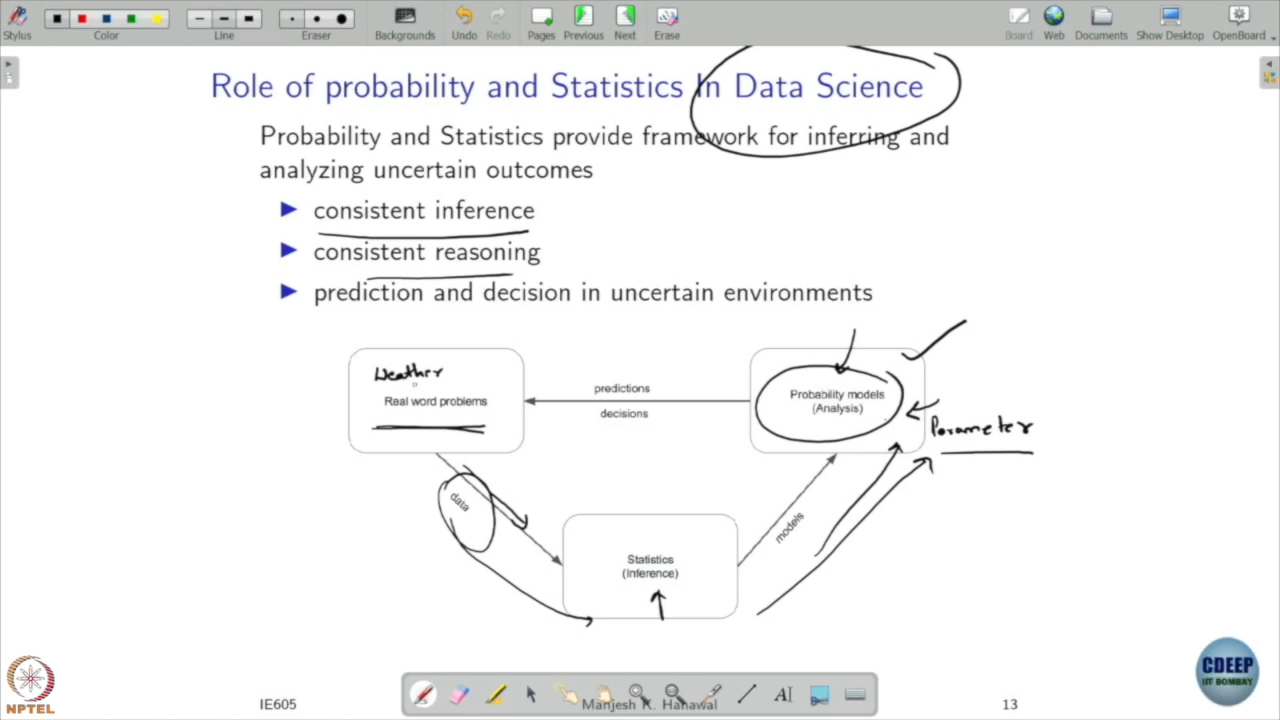 Stylus
Color
Line
Eraser
Backgrounds
Undo
Redo
Pages
Previous
Next
Erase
Board
Web
Documents
Show Desktop
OpenBoard
Role of probability and Statistics In Data Science
Probability and Statistics provide framework for inferring and
analyzing uncertain outcomes
consistent inference
consistent reasoning
prediction and decision in uncertain environments
Weather
Real word problems
predictions
decisions
Probability models
(Analysis)
Parameter
data
models
Statistics
(Inference)
NPTEL
IE605
Manjesh K. Hanawal
13
CDEEP
IIT BOMBAY